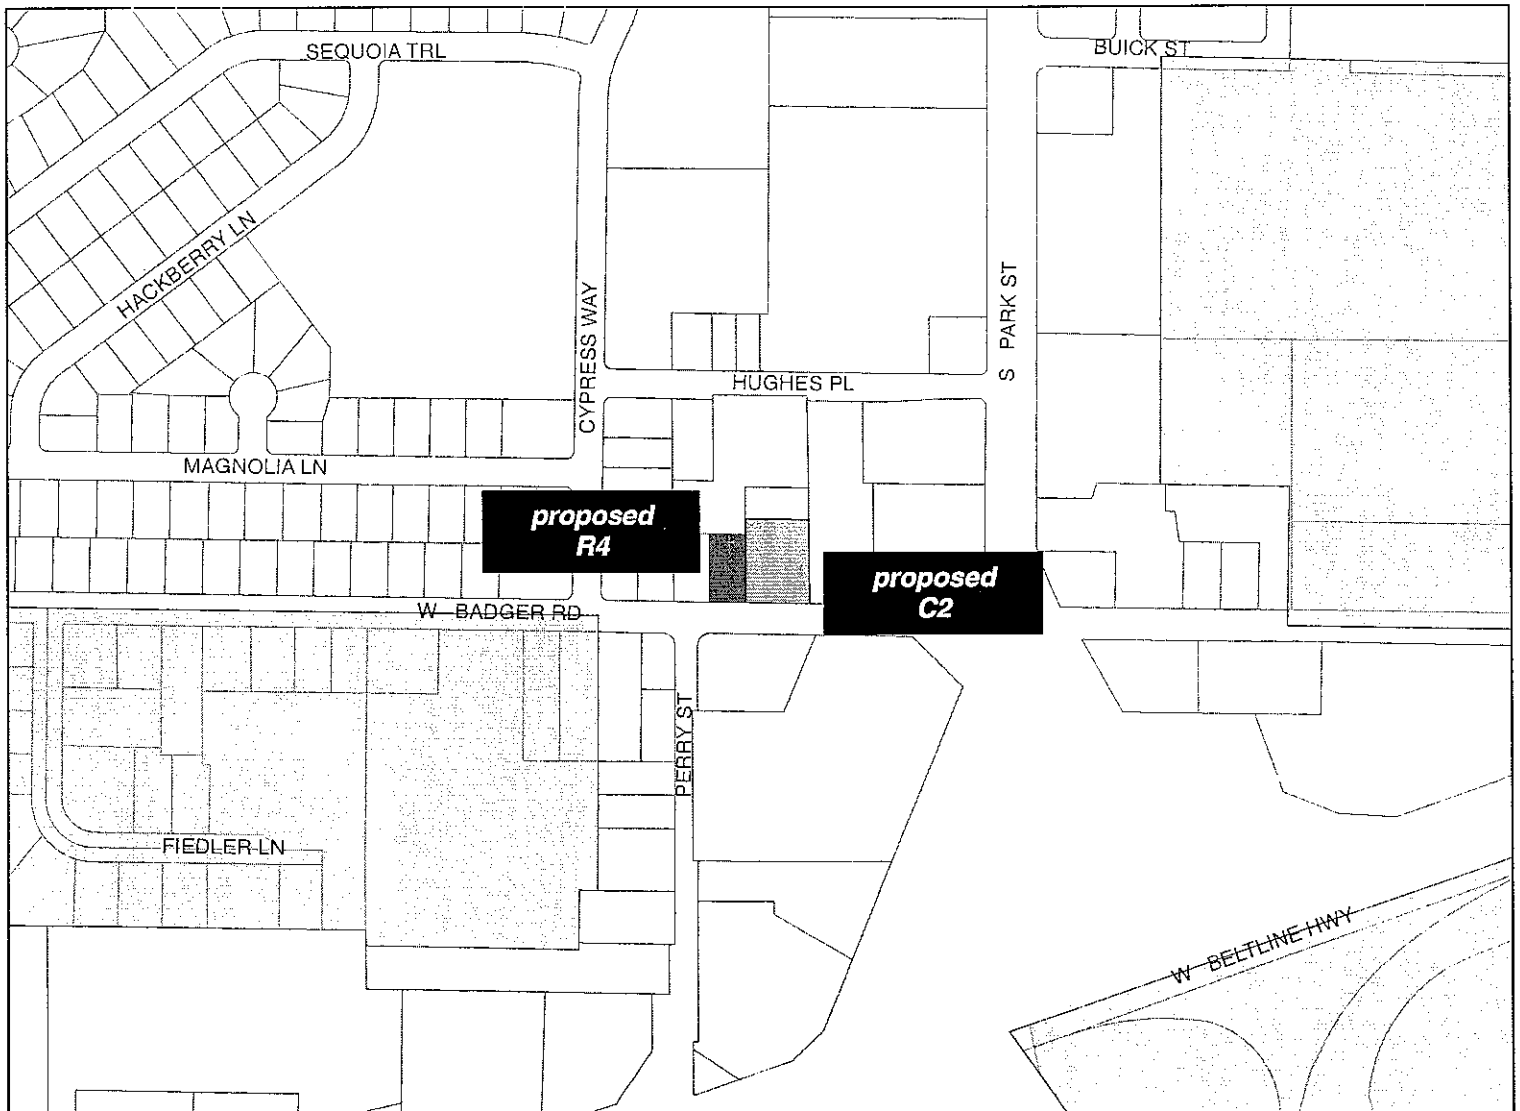 SEQUOIA TRL
BUICK ST
HACKBERRY LN
CYPRESS WAY
S PARK ST
HUGHES PL
MAGNOLIA LN
proposed
R4
proposed
C2
W BADGER RD
PERRY ST
FIEDLER LN
W BELTLINE HWY